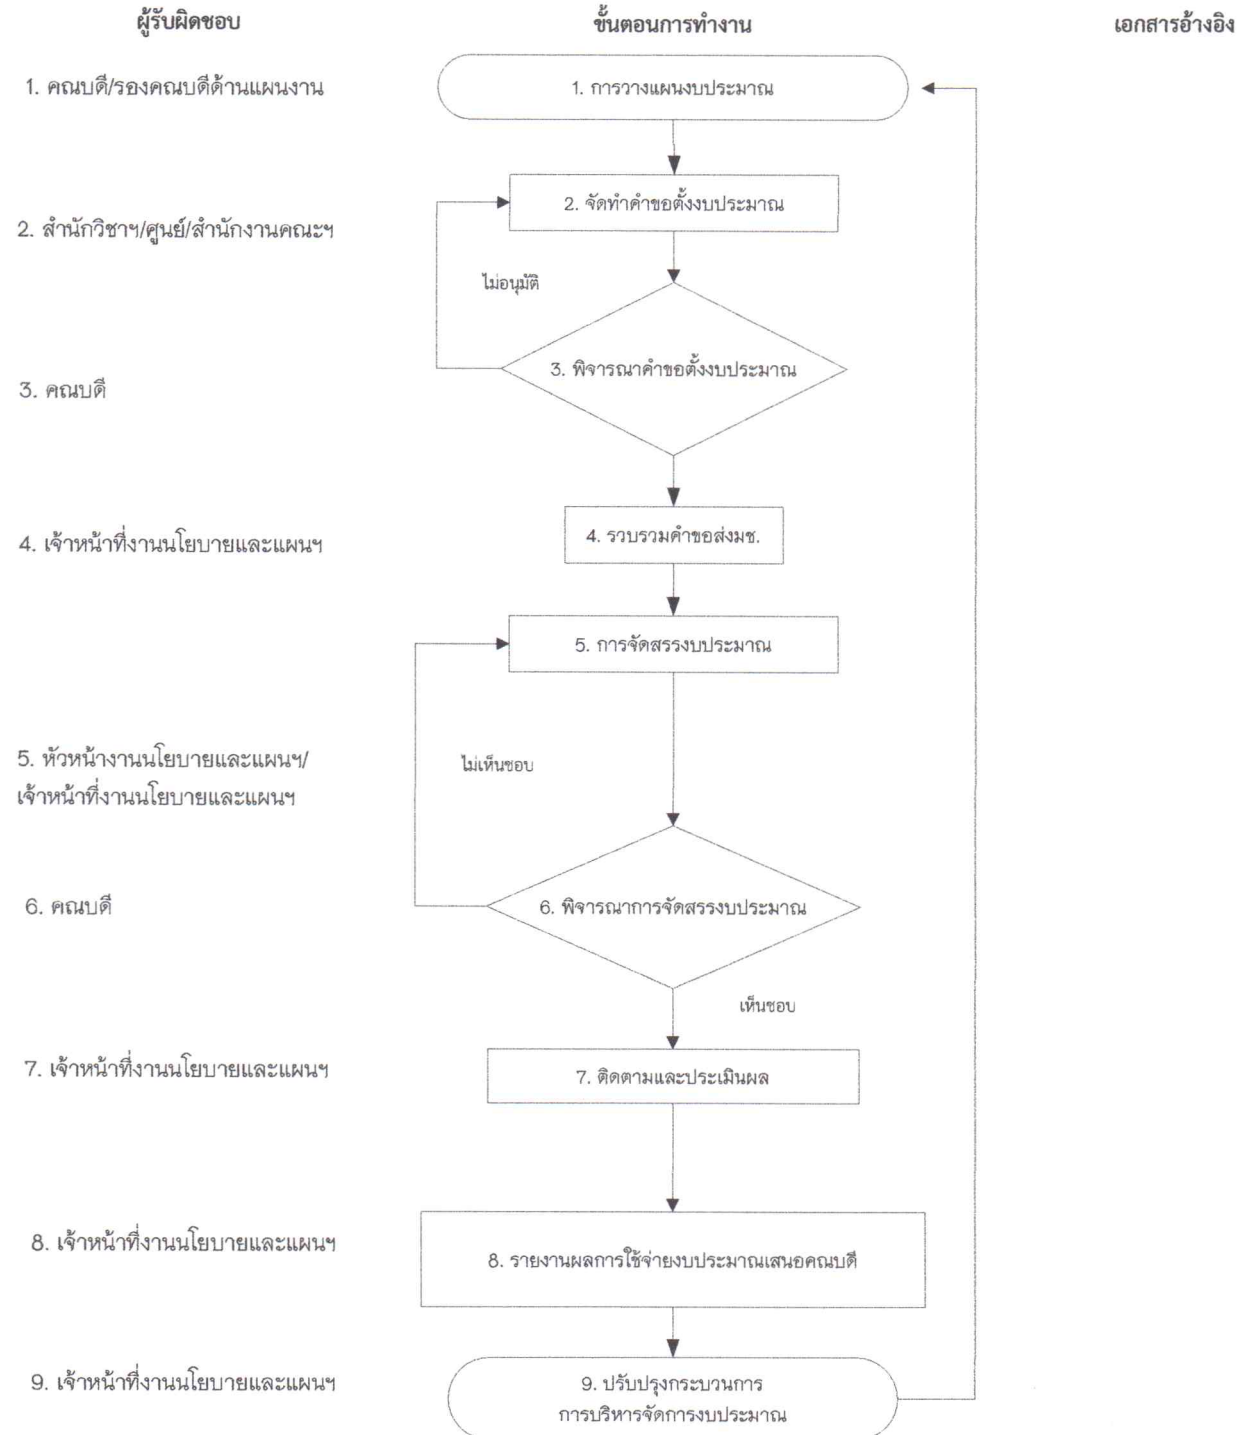 ผู้รับผิดชอบ
ขั้นตอนการทำงาน
เอกสารอ้างอิง
1. คณบดี/รองคณบดีด้านแผนงาน
1. การวางแผนงบประมาณ
2. สำนักวิชาฯ/ศูนย์/สำนักงานคณะฯ
2. จัดทำคำขอตั้งงบประมาณ
ไม่อนุมัติ
3. คณบดี
3. พิจารณาคำขอตั้งงบประมาณ
4. เจ้าหน้าที่งานนโยบายและแผนฯ
4. รวบรวมคำขอส่งมช.
5. การจัดสรรงบประมาณ
5. หัวหน้างานนโยบายและแผนฯ/
เจ้าหน้าที่งานนโยบายและแผนฯ
ไม่เห็นชอบ
6. คณบดี
6. พิจารณาการจัดสรรงบประมาณ
เห็นชอบ
7. เจ้าหน้าที่งานนโยบายและแผนฯ
7. ติดตามและประเมินผล
8. เจ้าหน้าที่งานนโยบายและแผนฯ
8. รายงานผลการใช้จ่ายงบประมาณเสนอคณบดี
9. เจ้าหน้าที่งานนโยบายและแผนฯ
9. ปรับปรุงกระบวนการ
การบริหารจัดการงบประมาณ